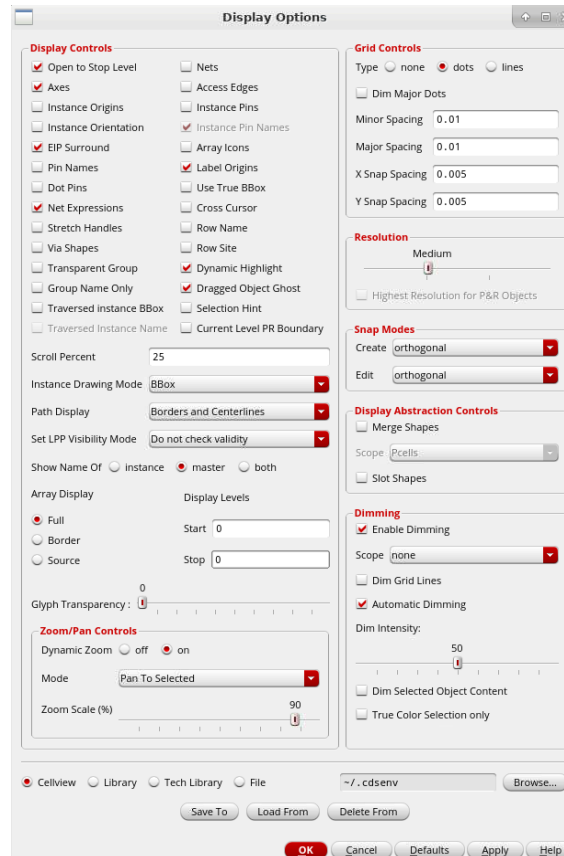 Display Options
Display Controls
Open to Stop Level
Nets
Axes
Access Edges
Instance Origins
Instance Pins
Instance Orientation
Instance Pin Names
EIP Surround
Array Icons
Pin Names
Label Origins
Dot Pins
Use True BBox
Net Expressions
Cross Cursor
Stretch Handles
Row Name
Via Shapes
Row Site
Transparent Group
Dynamic Highlight
Group Name Only
Dragged Object Ghost
Traversed instance BBox
Selection Hint
Traversed Instance Name
Current Level PR Boundary
Scroll Percent 25
Instance Drawing Mode BBox
Path Display Borders and Centerlines
Set LPP Visibility Mode Do not check validity
Show Name Of instance master both
Array Display
Display Levels
Full
Start 0
Border
Source
Stop 0
0
Glyph Transparency :
Zoom/Pan Controls
Dynamic Zoom off on
Mode Pan To Selected
90
Zoom Scale (%)
Grid Controls
Type none dots lines
Dim Major Dots
Minor Spacing 0.01
Major Spacing 0.01
X Snap Spacing 0.005
Y Snap Spacing 0.005
Resolution
Medium
Highest Resolution for P&R Objects
Snap Modes
Create orthogonal
Edit orthogonal
Display Abstraction Controls
Merge Shapes
Scope Pcells
Slot Shapes
Dimming
Enable Dimming
Scope none
Dim Grid Lines
Automatic Dimming
Dim Intensity:
50
Dim Selected Object Content
True Color Selection only
Cellview Library Tech Library File
~/.cdsenv
Browse...
Save To Load From Delete From
OK Cancel Defaults Apply Help